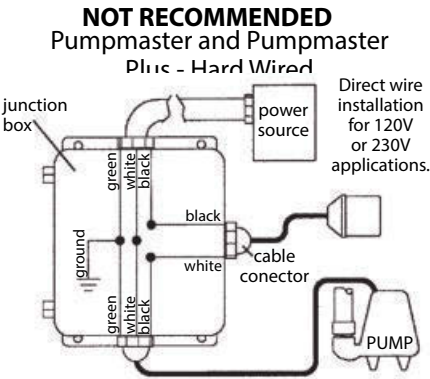 NOT RECOMMENDED
Pumpmaster and Pumpmaster
Plus - Hard Wired
Direct wire
installation
for 120V
or 230V
applications.
junction
box
power
source
green
white
black
black
ground
white
cable
conector
green
white
black
PUMP